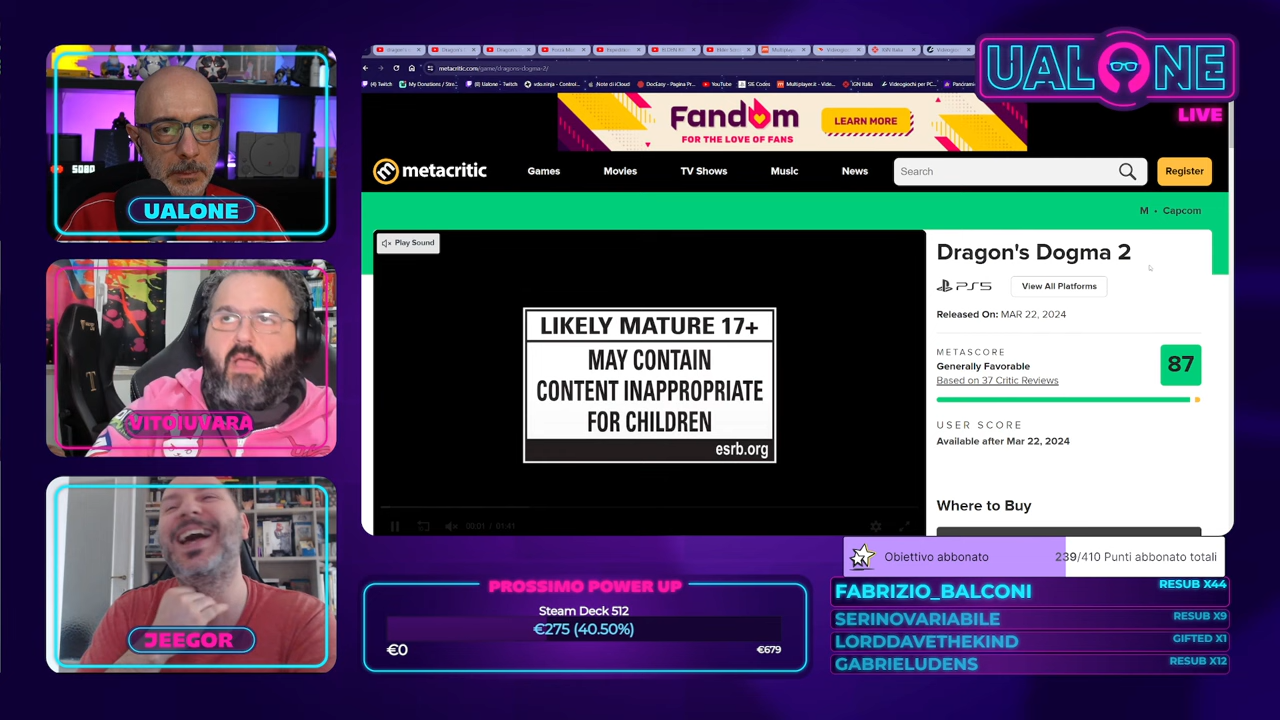 UALONE
LIVE
metacritic.com/game/dragons-dogma-2/
Fandom
FOR THE LOVE OF FANS
LEARN MORE
metacritic
Games
Movies
TV Shows
Music
News
Search
Register
M • Capcom
Play Sound
LIKELY MATURE 17+
MAY CONTAIN
CONTENT INAPPROPRIATE
FOR CHILDREN
esrb.org
00:01 / 01:41
Dragon's Dogma 2
PS5
View All Platforms
Released On: MAR 22, 2024
METASCORE
Generally Favorable
Based on 37 Critic Reviews
87
USER SCORE
Available after Mar 22, 2024
Where to Buy
UALONE
VITOIUVARA
JEEGOR
PROSSIMO POWER UP
Steam Deck 512
€275 (40.50%)
€0
€679
Obiettivo abbonato
239/410 Punti abbonato totali
FABRIZIO_BALCONI RESUB X44
SERINOVARIABILE RESUB X9
LORDDAVETHEKIND GIFTED X1
GABRIELUDENS RESUB X12